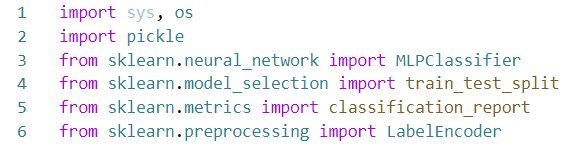 1 import sys, os
2 import pickle
3 from sklearn.neural_network import MLPClassifier
4 from sklearn.model_selection import train_test_split
5 from sklearn.metrics import classification_report
6 from sklearn.preprocessing import LabelEncoder